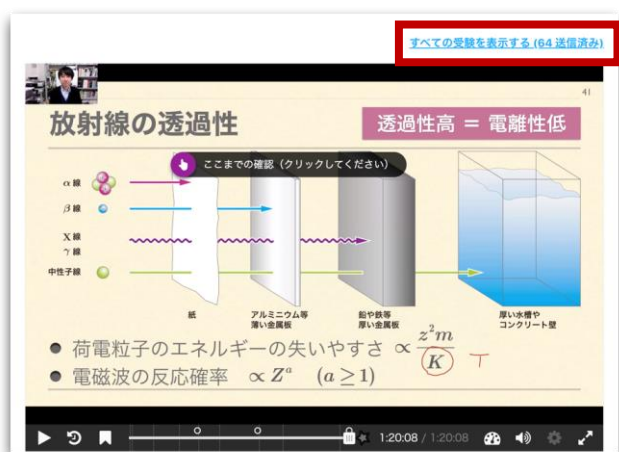 すべての受験を表示する (64 送信済み)
41
放射線の透過性
透過性高 = 電離性低
ここまでの確認（クリックしてください）
α 線
β 線
X 線
γ 線
中性子線
紙
アルミニウム等
薄い金属板
鉛や鉄等
厚い金属板
厚い水槽や
コンクリート壁
● 荷電粒子のエネルギーの失いやすさ ∝ z²m / K T
● 電磁波の反応確率 ∝ Zᵃ (a ≥ 1)
1:20:08 / 1:20:08